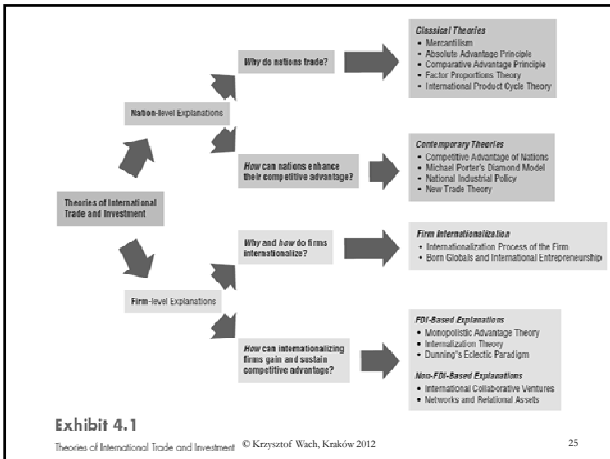 Theories of International
Trade and Investment
Nation-level Explanations
Why do nations trade?
Classical Theories
• Mercantilism
• Absolute Advantage Principle
• Comparative Advantage Principle
• Factor Proportions Theory
• International Product Cycle Theory
How can nations enhance
their competitive advantage?
Contemporary Theories
• Competitive Advantage of Nations
• Michael Porter's Diamond Model
• National Industrial Policy
• New Trade Theory
Firm-level Explanations
Why and how do firms
internationalize?
Firm Internationalization
• Internationalization Process of the Firm
• Born Globals and International Entrepreneurship
How can internationalizing
firms gain and sustain
competitive advantage?
FDI-Based Explanations
• Monopolistic Advantage Theory
• Internalization Theory
• Dunning's Eclectic Paradigm
Non-FDI-Based Explanations
• International Collaborative Ventures
• Networks and Relational Assets
Exhibit 4.1
Theories of International Trade and Investment © Krzysztof Wach, Kraków 2012 25